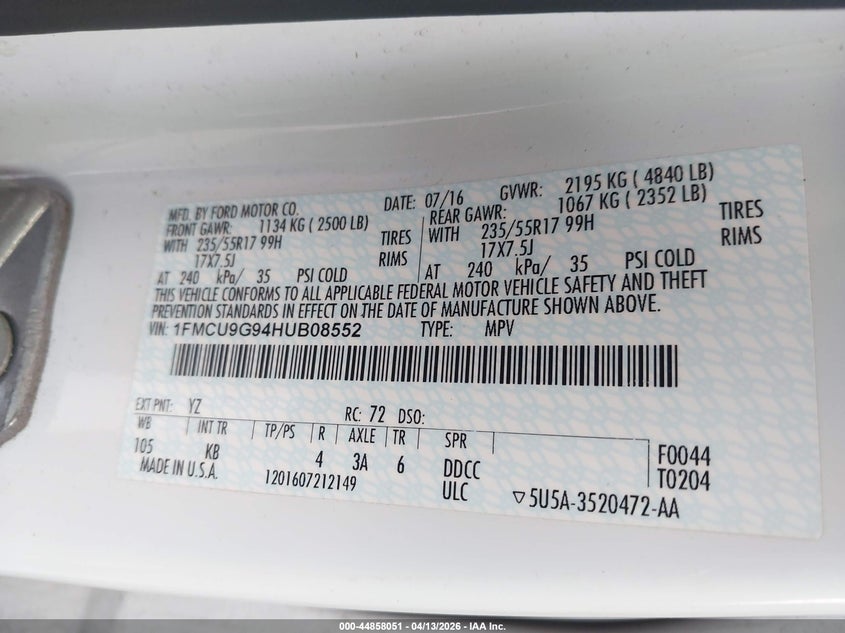 MFD. BY FORD MOTOR CO. DATE: 07/16 GVWR: 2195 KG ( 4840 LB)
FRONT GAWR: 1134 KG ( 2500 LB) REAR GAWR: 1067 KG ( 2352 LB)
WITH 235/55R17 99H TIRES WITH 235/55R17 99H TIRES
17X7.5J RIMS 17X7.5J RIMS
AT 240 kPa/ 35 PSI COLD AT 240 kPa/ 35 PSI COLD
THIS VEHICLE CONFORMS TO ALL APPLICABLE FEDERAL MOTOR VEHICLE SAFETY AND THEFT
PREVENTION STANDARDS IN EFFECT ON THE DATE OF MANUFACTURE SHOWN ABOVE.
VIN: 1FMCU9G94HUB08552 TYPE: MPV
EXT PNT: YZ RC: 72 DSO:
WB INT TR TP/PS R AXLE TR SPR
105 KB 4 3A 6 DDCC F0044
MADE IN U.S.A. 1201607212149 ULC T0204
▽5U5A-3520472-AA
000-44858051 - 04/13/2026 - IAA Inc.